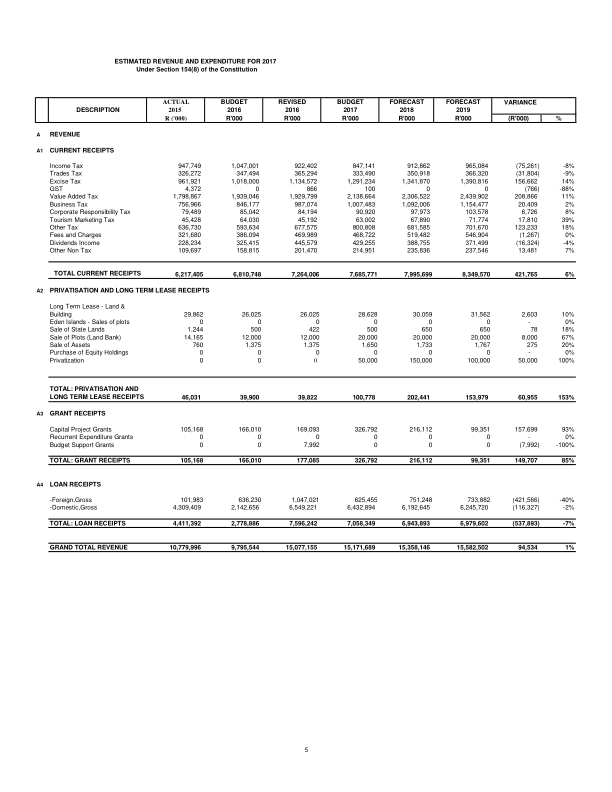 ESTIMATED REVENUE AND EXPENDITURE FOR 2017
Under Section 154(8) of the Constitution
ACTUAL BUDGET REVISED BUDGET FORECAST FORECAST VARIANCE
DESCRIPTION 2015 2016 2016 2017 2018 2019
R ('000) R'000 R'000 R'000 R'000 R'000 (R'000) %
A REVENUE
A1 CURRENT RECEIPTS
Income Tax 947,749 1,047,001 922,402 847,141 912,862 965,084 (75,261) -8%
Trades Tax 326,272 347,494 365,294 333,490 350,918 366,320 (31,804) -9%
Excise Tax 961,921 1,018,000 1,134,572 1,291,234 1,341,870 1,390,816 156,662 14%
GST 4,372 0 866 100 0 0 (766) -88%
Value Added Tax 1,798,867 1,939,046 1,929,799 2,138,664 2,306,522 2,439,902 208,866 11%
Business Tax 756,966 846,177 987,074 1,007,483 1,092,006 1,154,477 20,409 2%
Corporate Responsibility Tax 79,489 85,042 84,194 90,920 97,973 103,578 6,726 8%
Tourism Marketing Tax 45,428 64,030 45,192 63,002 67,890 71,774 17,810 39%
Other Tax 636,730 593,634 677,575 800,808 681,585 701,670 123,233 18%
Fees and Charges 321,680 386,094 469,989 468,722 519,482 546,904 (1,267) 0%
Dividends Income 228,234 325,415 445,579 429,255 388,755 371,499 (16,324) -4%
Other Non Tax 109,697 158,815 201,470 214,951 235,836 237,546 13,481 7%
TOTAL CURRENT RECEIPTS 6,217,405 6,810,748 7,264,006 7,685,771 7,995,699 8,349,570 421,765 6%
A2 PRIVATISATION AND LONG TERM LEASE RECEIPTS
Long Term Lease - Land &
Building 29,862 26,025 26,025 28,628 30,059 31,562 2,603 10%
Eden Islands - Sales of plots 0 0 0 0 0 0 - 0%
Sale of State Lands 1,244 500 422 500 650 650 78 18%
Sale of Plots (Land Bank) 14,165 12,000 12,000 20,000 20,000 20,000 8,000 67%
Sale of Assets 760 1,375 1,375 1,650 1,733 1,767 275 20%
Purchase of Equity Holdings 0 0 0 0 0 0 - 0%
Privatization 0 0 0 50,000 150,000 100,000 50,000 100%
TOTAL: PRIVATISATION AND
LONG TERM LEASE RECEIPTS 46,031 39,900 39,822 100,778 202,441 153,979 60,955 153%
A3 GRANT RECEIPTS
Capital Project Grants 105,168 166,010 169,093 326,792 216,112 99,351 157,699 93%
Recurrent Expenditure Grants 0 0 0 0 0 0 - 0%
Budget Support Grants 0 0 7,992 0 0 0 (7,992) -100%
TOTAL: GRANT RECEIPTS 105,168 166,010 177,085 326,792 216,112 99,351 149,707 85%
A4 LOAN RECEIPTS
-Foreign,Gross 101,983 636,230 1,047,021 625,455 751,248 733,882 (421,566) -40%
-Domestic,Gross 4,309,409 2,142,656 6,549,221 6,432,894 6,192,645 6,245,720 (116,327) -2%
TOTAL: LOAN RECEIPTS 4,411,392 2,778,886 7,596,242 7,058,349 6,943,893 6,979,602 (537,893) -7%
GRAND TOTAL REVENUE 10,779,996 9,795,544 15,077,155 15,171,689 15,358,146 15,582,502 94,534 1%
5